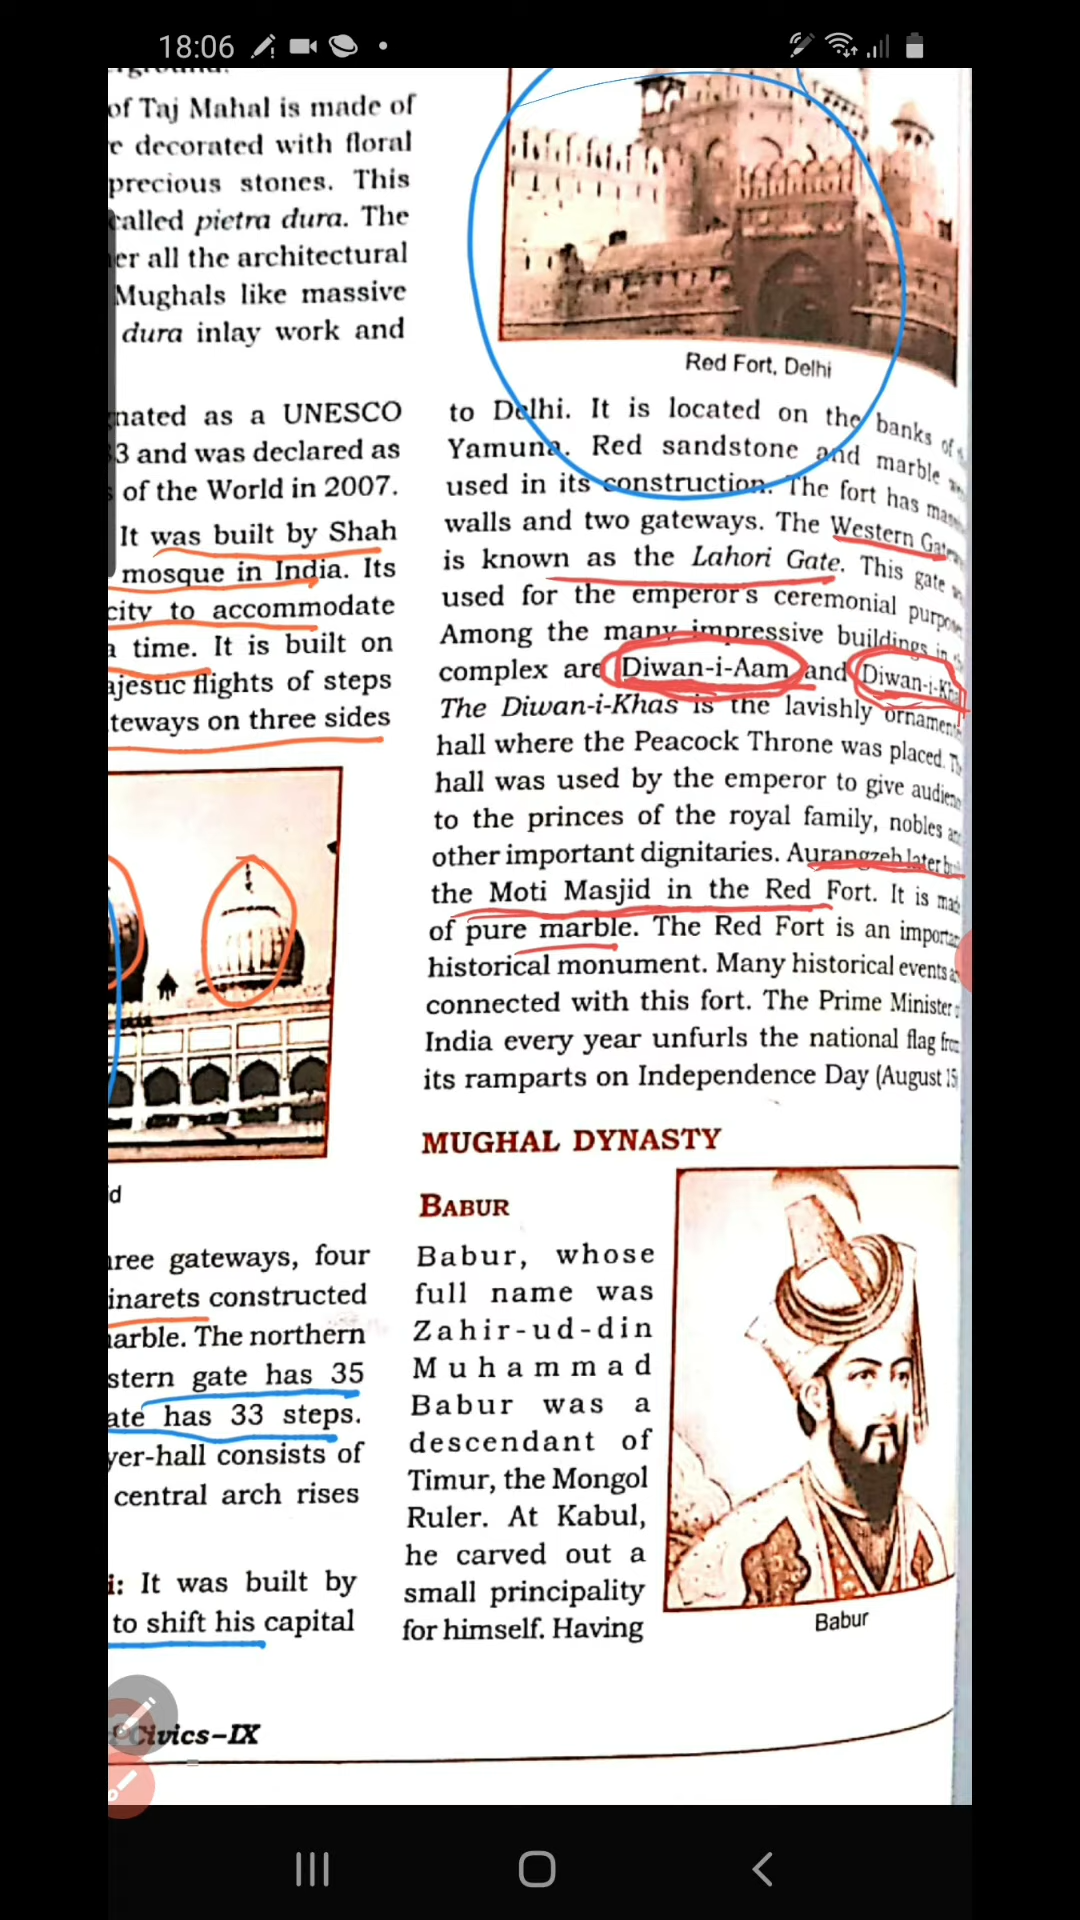 18:06
of Taj Mahal is made of
decorated with floral
precious stones. This
called pietra dura. The
er all the architectural
Mughals like massive
dura inlay work and
nated as a UNESCO
3 and was declared as
of the World in 2007.
It was built by Shah
mosque in India. Its
city to accommodate
time. It is built on
ajestic flights of steps
teways on three sides
d
ree gateways, four
inarets constructed
arble. The northern
stern gate has 35
ate has 33 steps.
yer-hall consists of
central arch rises
i: It was built by
to shift his capital
Civics–IX
Red Fort, Delhi
to Delhi. It is located on the banks of
Yamuna. Red sandstone and marble
used in its construction. The fort has
walls and two gateways. The Western
is known as the Lahori Gate. This gate
used for the emperor's ceremonial
Among the many impressive buildings in
complex are Diwan-i-Aam and Diwan-i-Kha
The Diwan-i-Khas is the lavishly
hall where the Peacock Throne was placed.
hall was used by the emperor to give
to the princes of the royal family, nobles
other important dignitaries. Aurangzeb later
the Moti Masjid in the Red Fort. It is
of pure marble. The Red Fort is an
historical monument. Many historical events
connected with this fort. The Prime Minister
India every year unfurls the national flag
its ramparts on Independence Day (August 15
MUGHAL DYNASTY
BABUR
Babur, whose
full name was
Zahir-ud-din
Muhammad
Babur was a
descendant of
Timur, the Mongol
Ruler. At Kabul,
he carved out a
small principality
for himself. Having
Babur